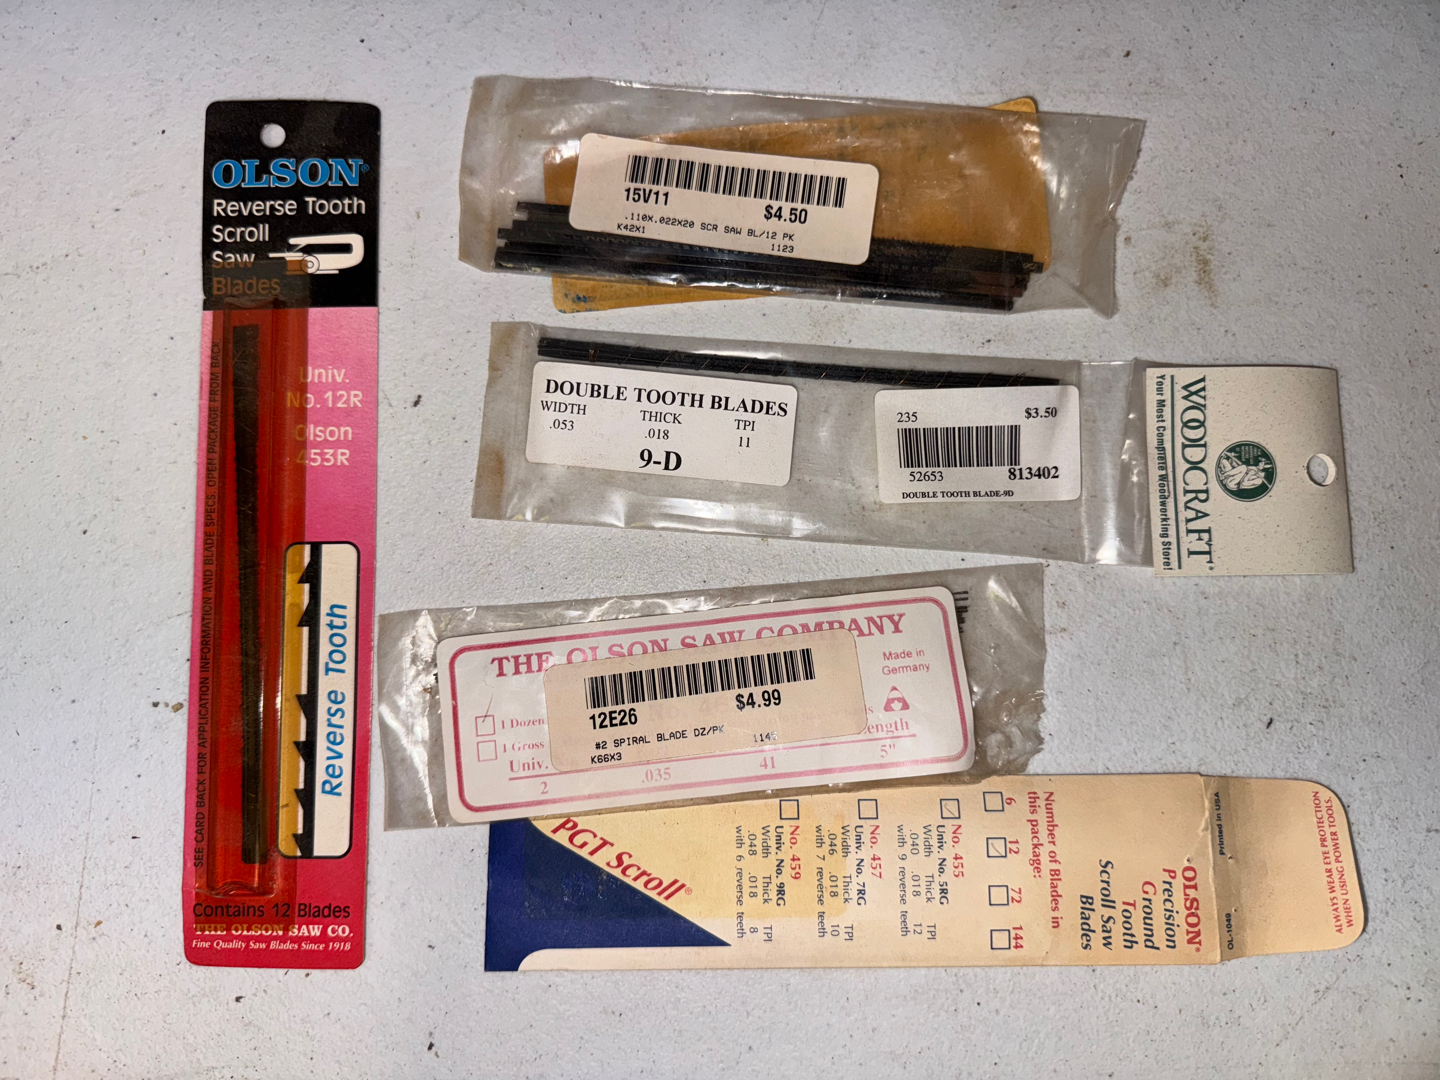 OLSON®
Reverse Tooth
Scroll
Saw
Blades
Univ.
No.12R
Olson
453R
SEE CARD BACK FOR APPLICATION INFORMATION AND BLADE SPECS. OPEN PACKAGE FROM BACK
Reverse Tooth
Contains 12 Blades
THE OLSON SAW CO.
Fine Quality Saw Blades Since 1918
15V11
$4.50
.110X.022X20 SCR SAW BL/12 PK
K42X1 1123
DOUBLE TOOTH BLADES
WIDTH THICK TPI
.053 .018 11
9-D
235 $3.50
52653 813402
DOUBLE TOOTH BLADE-9D
WOODCRAFT®
Your Most Complete Woodworking Store!
THE OLSON SAW COMPANY
Made in
Germany
1 Dozen
1 Gross
Univ.
ength
2 .035 41 5"
12E26
$4.99
#2 SPIRAL BLADE DZ/PK
K66X3
OLSON®
Precision
Ground
Tooth
Scroll Saw
Blades
Number of Blades in
this package:
6 12 72 144
No. 455
Univ. No. 5RG
Width Thick TPI
.040 .018 12
with 9 reverse teeth
No. 457
Univ. No. 7RG
Width Thick TPI
.046 .018 10
with 7 reverse teeth
No. 459
Univ. No. 9RG
Width Thick TPI
.048 .018 8
with 6 reverse teeth
PGT Scroll®
Printed in USA
OL-1049
ALWAYS WEAR EYE PROTECTION
WHEN USING POWER TOOLS.